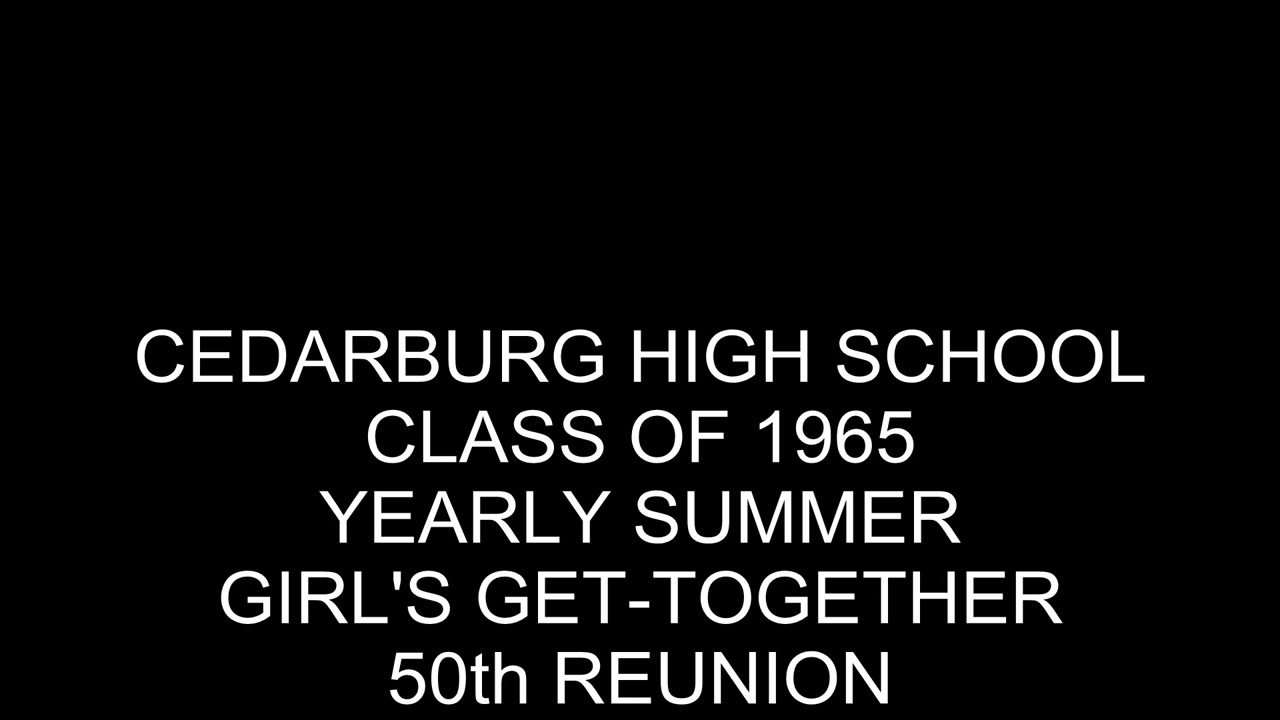 CEDARBURG HIGH SCHOOL
CLASS OF 1965
YEARLY SUMMER
GIRL'S GET-TOGETHER
50th REUNION